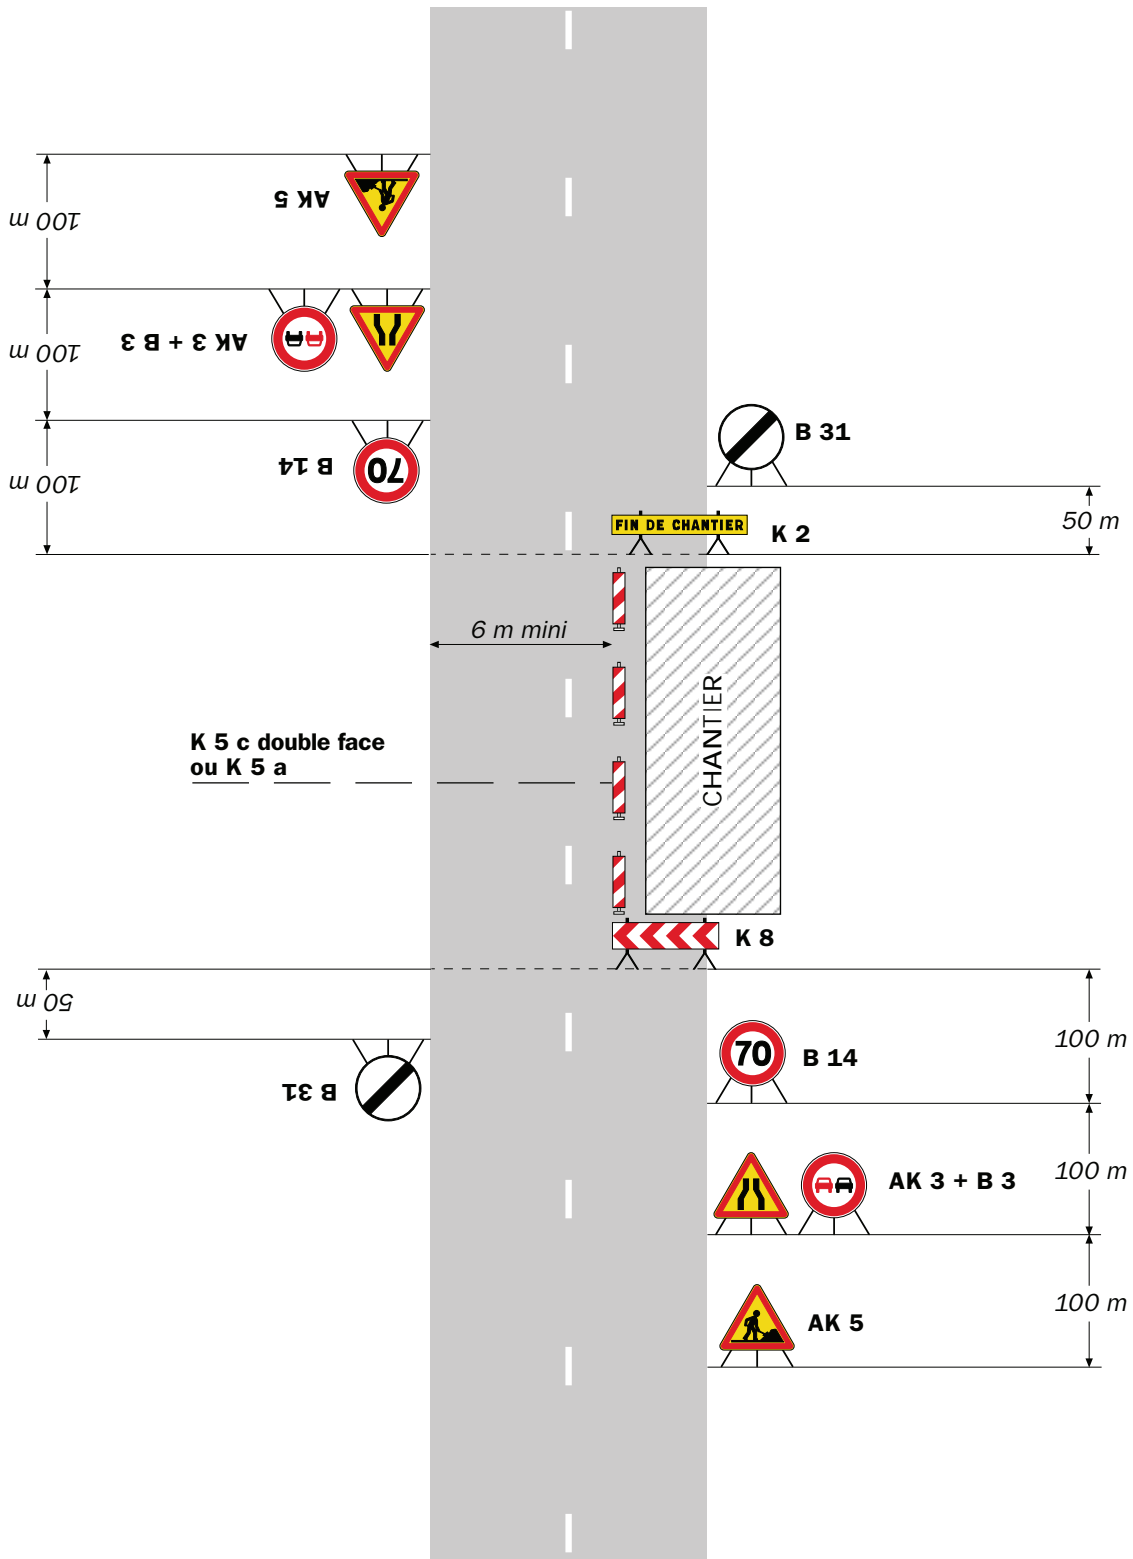 AK 5
100 m
AK 3 + B 3
100 m
70
B 14
100 m
B 31
50 m
FIN DE CHANTIER
K 2
6 m mini
CHANTIER
K 5 c double face
ou K 5 a
K 8
50 m
B 31
70
B 14
100 m
AK 3 + B 3
100 m
AK 5
100 m